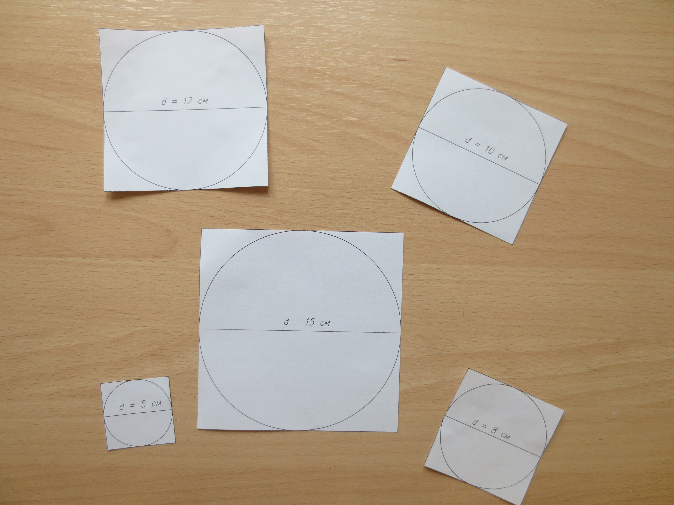 d = 12 см
d = 10 см
d = 15 см
d = 5 см
d = 8 см